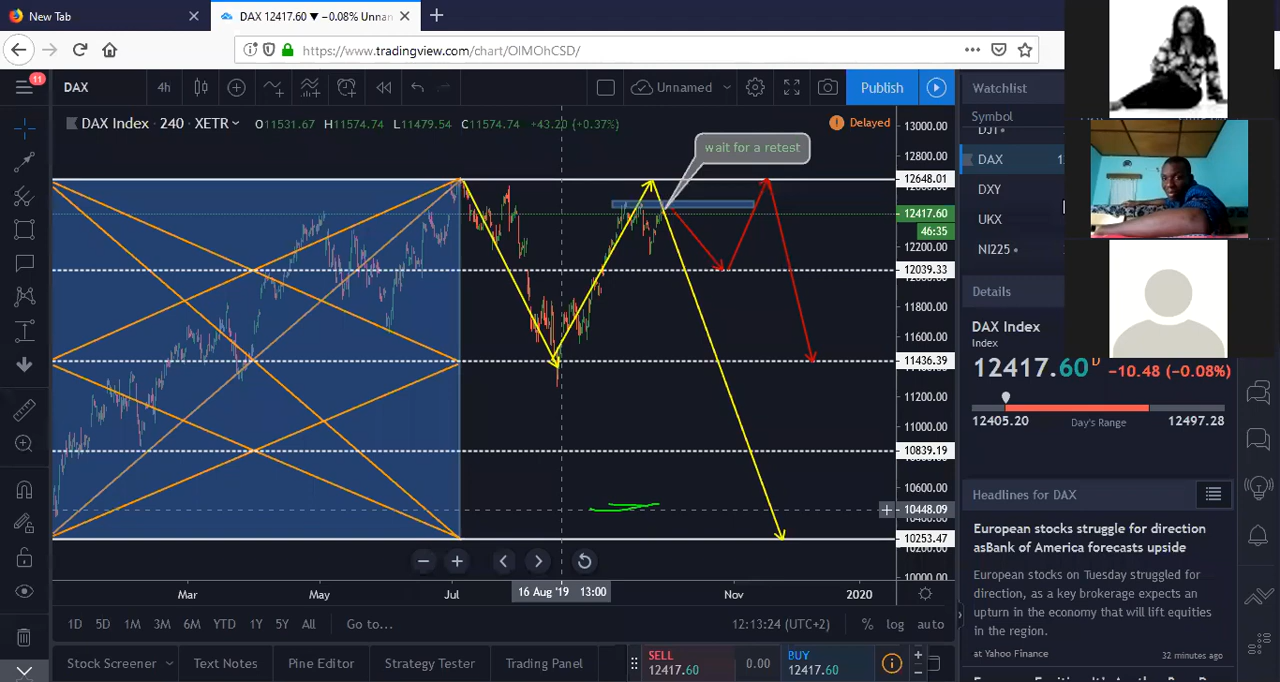 New Tab
DAX 12417.60 ▼ −0.08% Unnar
https://www.tradingview.com/chart/OIMOhCSD/
11
DAX
4h
Unnamed
Publish
Watchlist
Symbol
DJI
DAX
1
DXY
UKX
NI225
DAX Index · 240 · XETR
O11531.67 H11574.74 L11479.54 C11574.74 +43.20 (+0.37%)
Delayed
wait for a retest
13000.00
12800.00
12648.01
12417.60
46:35
12200.00
12039.33
11800.00
11600.00
11436.39
11200.00
11000.00
10839.19
10600.00
10448.09
10253.47
10000.00
Mar
May
Jul
16 Aug '19 13:00
Nov
2020
1D 5D 1M 3M 6M YTD 1Y 5Y All Go to...
12:13:24 (UTC+2) % log auto
Stock Screener Text Notes Pine Editor Strategy Tester Trading Panel
SELL
12417.60
0.00
BUY
12417.60
Details
DAX Index
Index
12417.60 D −10.48 (−0.08%)
12405.20 Day's Range 12497.28
Headlines for DAX
European stocks struggle for direction
asBank of America forecasts upside
European stocks on Tuesday struggled for
direction, as a key brokerage expects an
upturn in the economy that will lift equities
in the region.
at Yahoo Finance 32 minutes ago